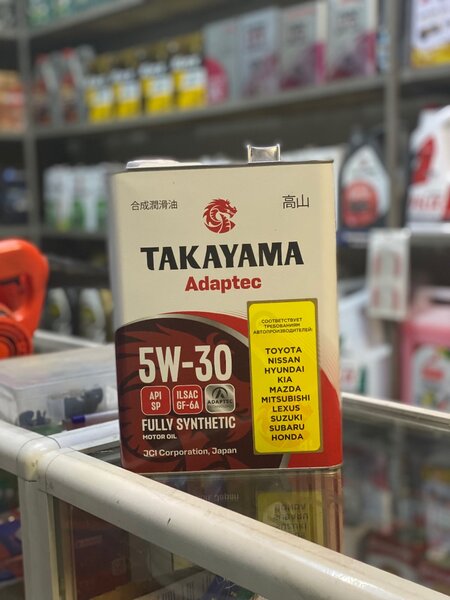 合成潤滑油
高山
TAKAYAMA
Adaptec
СООТВЕТСТВУЕТ
ТРЕБОВАНИЯМ
АВТОПРОИЗВОДИТЕЛЕЙ:
TOYOTA
NISSAN
HYUNDAI
KIA
MAZDA
MITSUBISHI
LEXUS
SUZUKI
SUBARU
HONDA
5W-30
API
SP
ILSAC
GF-6A
ADAPTEC
FULLY SYNTHETIC
MOTOR OIL
JCI Corporation, Japan